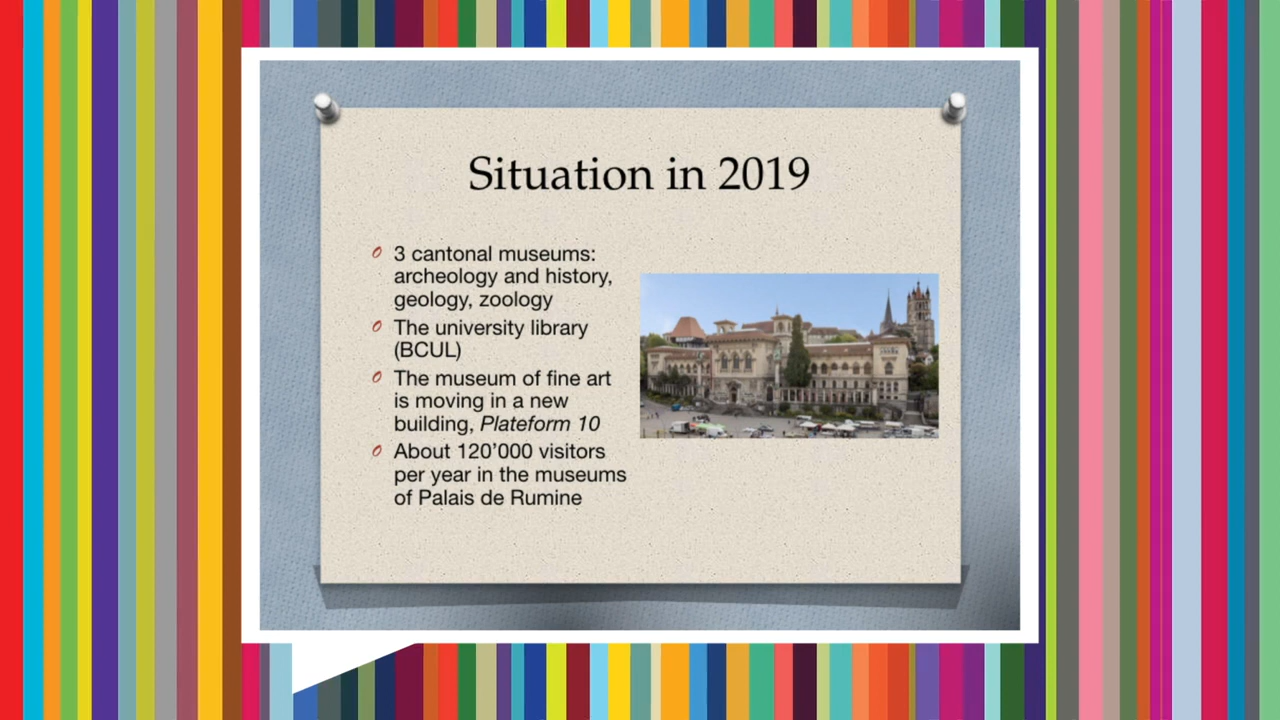 Situation in 2019
3 cantonal museums:
archeology and history,
geology, zoology
The university library
(BCUL)
The museum of fine art
is moving in a new
building, Plateform 10
About 120’000 visitors
per year in the museums
of Palais de Rumine